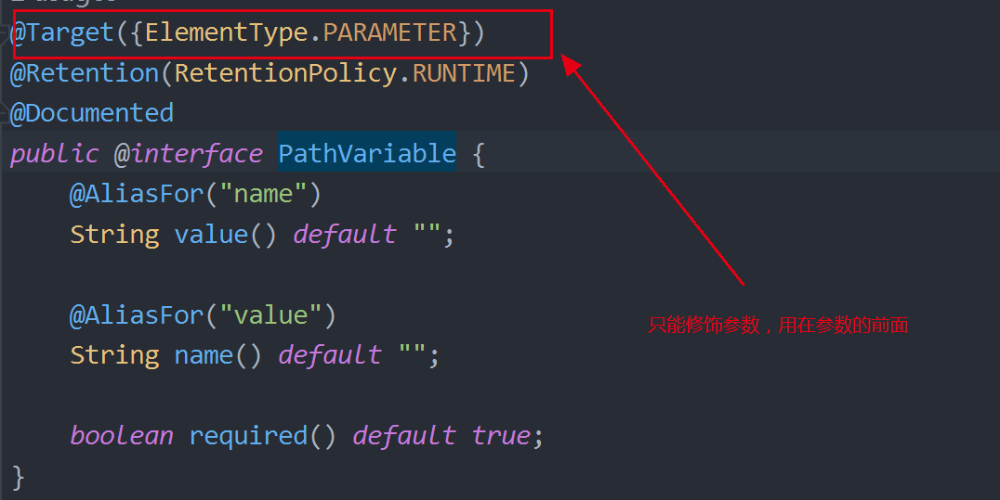 @Target({ElementType.PARAMETER})
@Retention(RetentionPolicy.RUNTIME)
@Documented
public @interface PathVariable {
@AliasFor("name")
String value() default "";
@AliasFor("value")
String name() default "";
boolean required() default true;
}
只能修饰参数，用在参数的前面